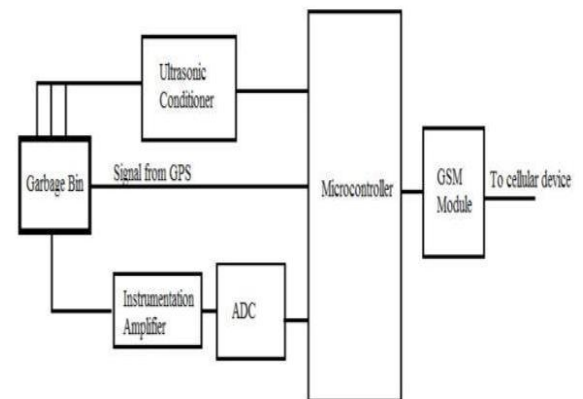 Ultrasonic
Conditioner
Garbage Bin
Signal from GPS
Microcontroller
GSM
Module
To cellular device
Instrumentation
Amplifier
ADC